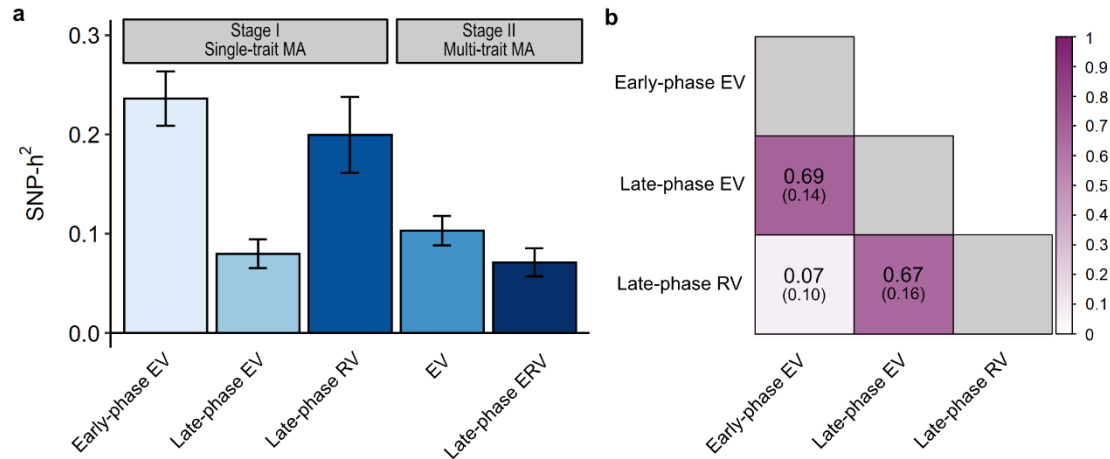 a
Stage I
Single-trait MA
Stage II
Multi-trait MA
SNP-h²
0.3
0.2
0.1
0.0
Early-phase EV
Late-phase EV
Late-phase RV
EV
Late-phase ERV
b
Early-phase EV
Late-phase EV
Late-phase RV
0.69
(0.14)
0.07
(0.10)
0.67
(0.16)
Early-phase EV
Late-phase EV
Late-phase RV
1
0.9
0.8
0.7
0.6
0.5
0.4
0.3
0.2
0.1
0